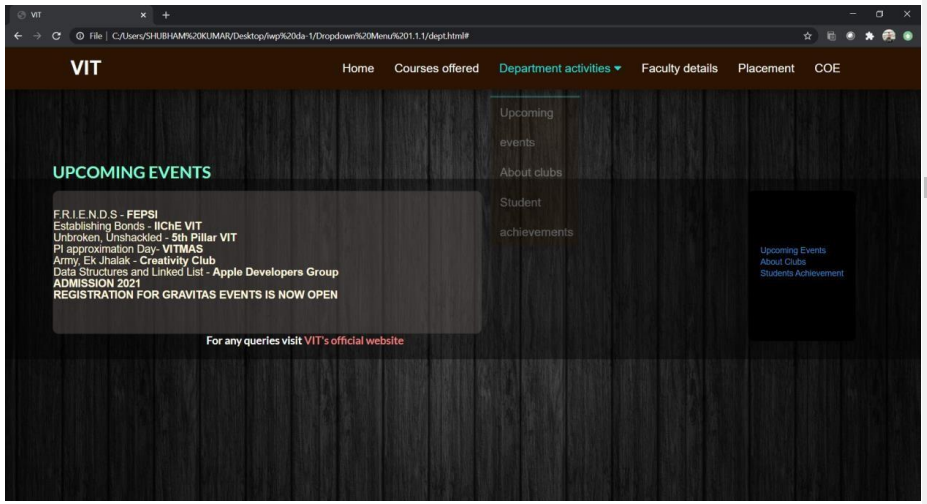 VIT
File | C:/Users/SHUBHAM%20KUMAR/Desktop/iwp%20da-1/Dropdown%20Menu%201.1.1/dept.html#
VIT Home Courses offered Department activities Faculty details Placement COE
Upcoming
events
About clubs
Student
achievements
UPCOMING EVENTS
F.R.I.E.N.D.S - FEPSI
Establishing Bonds - IIChE VIT
Unbroken, Unshackled - 5th Pillar VIT
PI approximation Day- VITMAS
Army, Ek Jhalak - Creativity Club
Data Structures and Linked List - Apple Developers Group
ADMISSION 2021
REGISTRATION FOR GRAVITAS EVENTS IS NOW OPEN
Upcoming Events
About Clubs
Students Achievement
For any queries visit VIT's official website